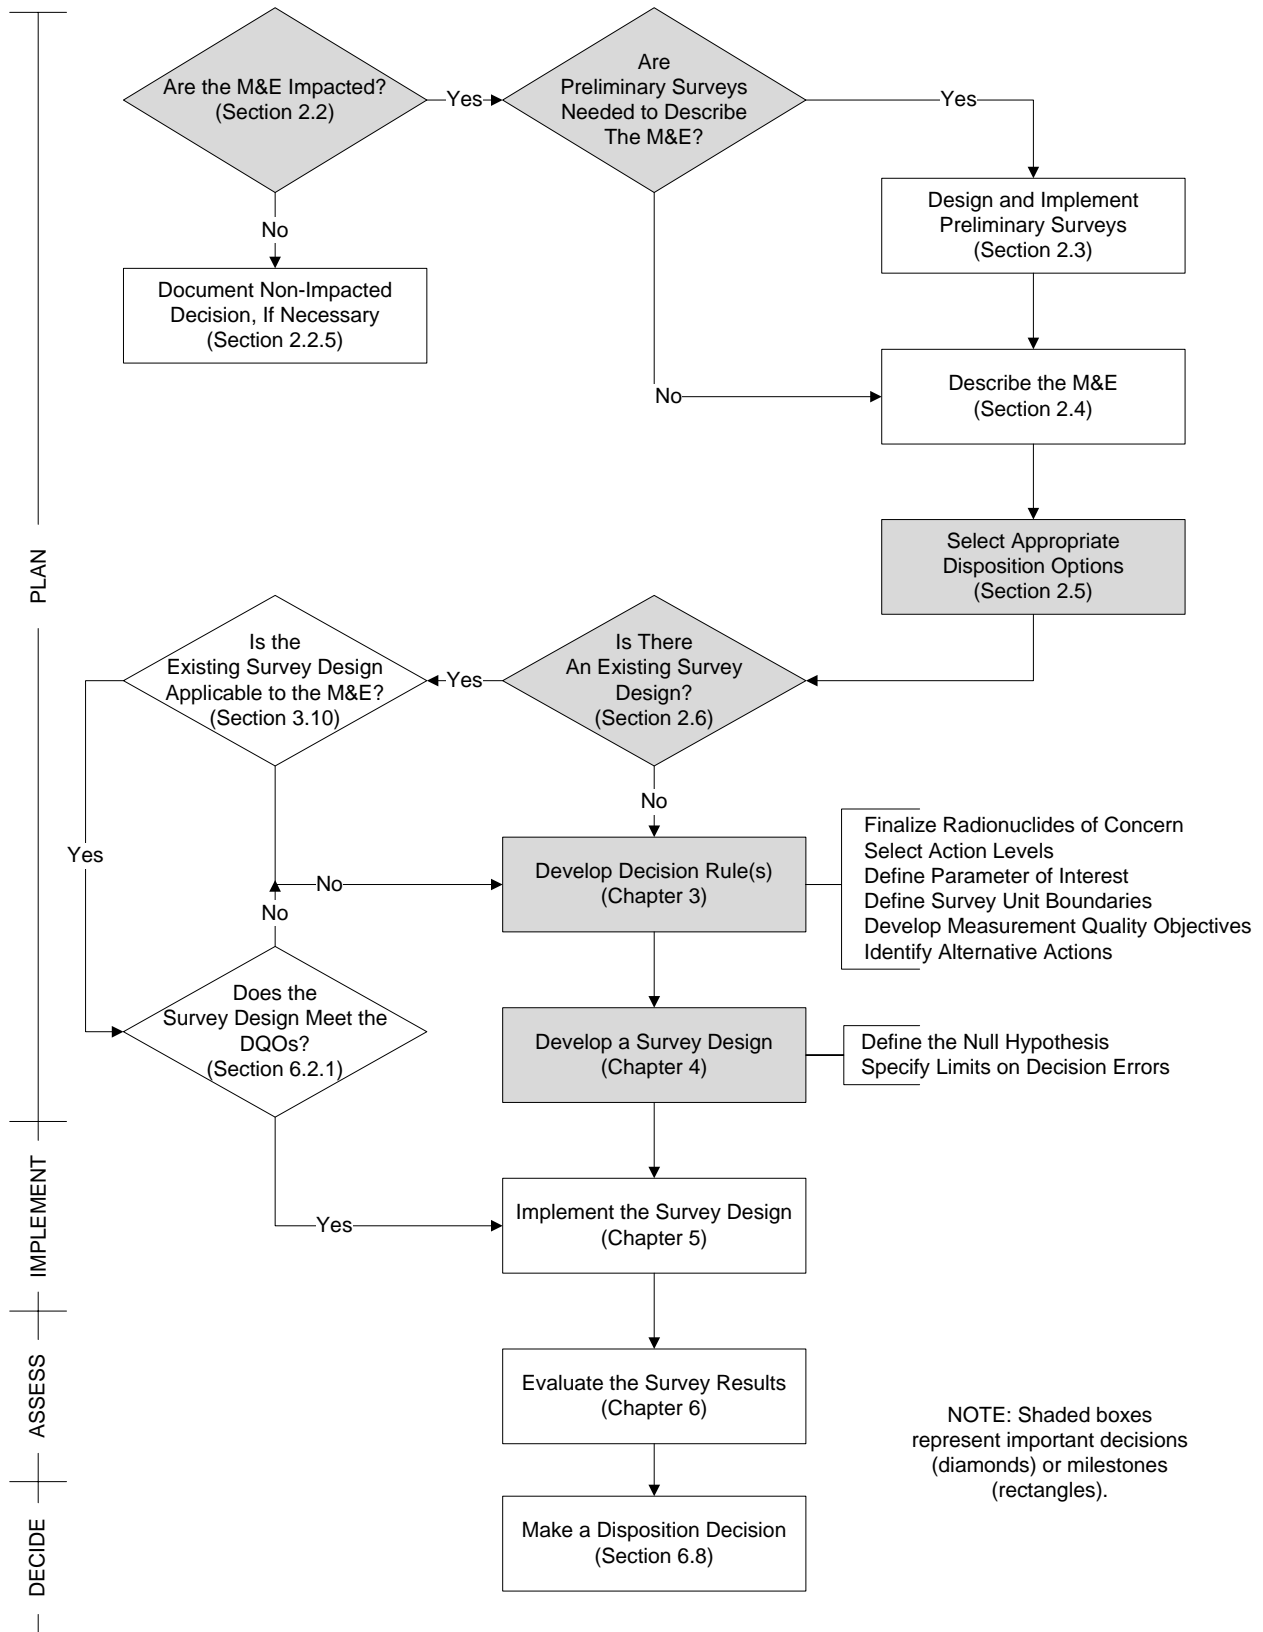 Are the M&E Impacted?
(Section 2.2)
Yes
Are
Preliminary Surveys
Needed to Describe
The M&E?
Yes
No
Document Non-Impacted
Decision, If Necessary
(Section 2.2.5)
Design and Implement
Preliminary Surveys
(Section 2.3)
No
Describe the M&E
(Section 2.4)
Select Appropriate
Disposition Options
(Section 2.5)
PLAN
Is There
An Existing Survey
Design?
(Section 2.6)
Yes
Is the
Existing Survey Design
Applicable to the M&E?
(Section 3.10)
No
Yes
No
Develop Decision Rule(s)
(Chapter 3)
Finalize Radionuclides of Concern
Select Action Levels
Define Parameter of Interest
Define Survey Unit Boundaries
Develop Measurement Quality Objectives
Identify Alternative Actions
No
Does the
Survey Design Meet the
DQOs?
(Section 6.2.1)
Develop a Survey Design
(Chapter 4)
Define the Null Hypothesis
Specify Limits on Decision Errors
IMPLEMENT
Yes
Implement the Survey Design
(Chapter 5)
ASSESS
Evaluate the Survey Results
(Chapter 6)
NOTE: Shaded boxes
represent important decisions
(diamonds) or milestones
(rectangles).
DECIDE
Make a Disposition Decision
(Section 6.8)